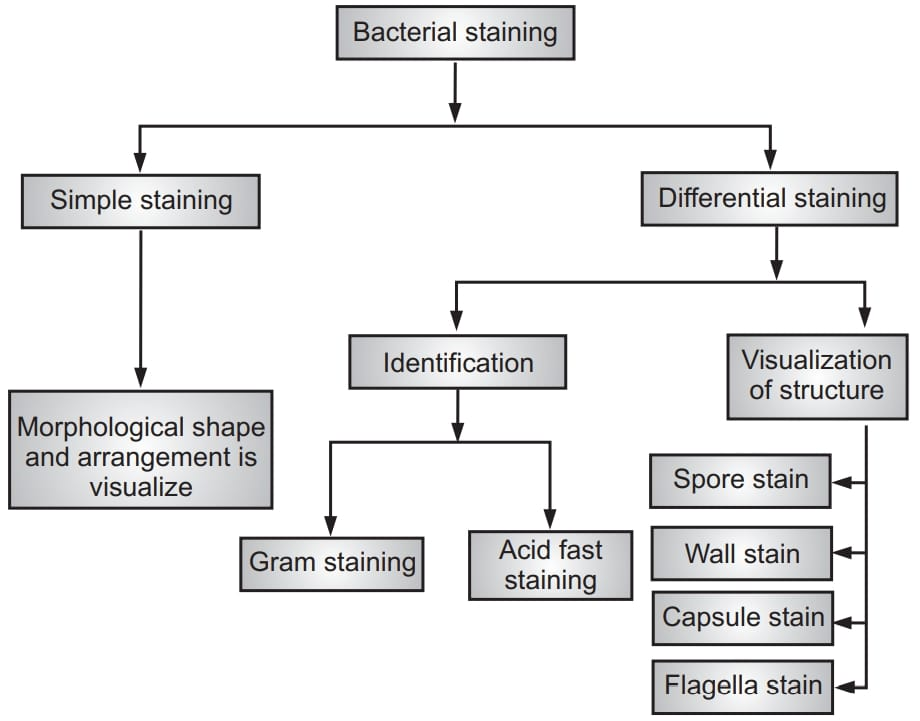 Bacterial staining
Simple staining
Differential staining
Identification
Visualization
of structure
Morphological shape
and arrangement is
visualize
Gram staining
Acid fast
staining
Spore stain
Wall stain
Capsule stain
Flagella stain